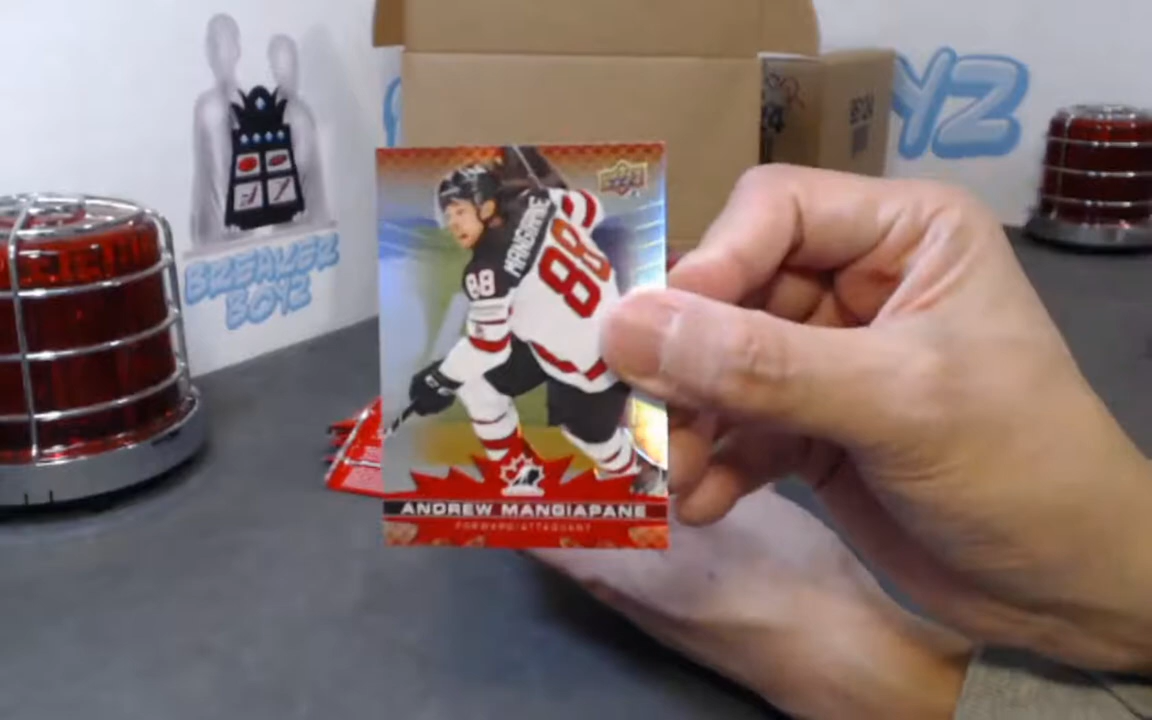 BREAKER
BOYZ
YZ
MANGIAPANE
88
88
ANDREW MANGIAPANE
FORWARD/ATTAQUANT